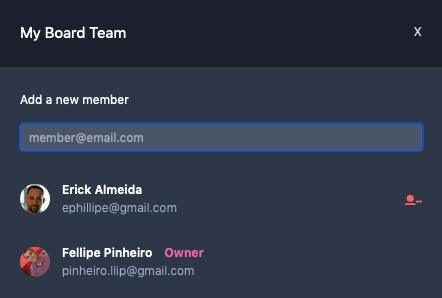 My Board Team X
Add a new member
member@email.com
Erick Almeida
ephillipe@gmail.com
Fellipe Pinheiro Owner
pinheiro.llip@gmail.com